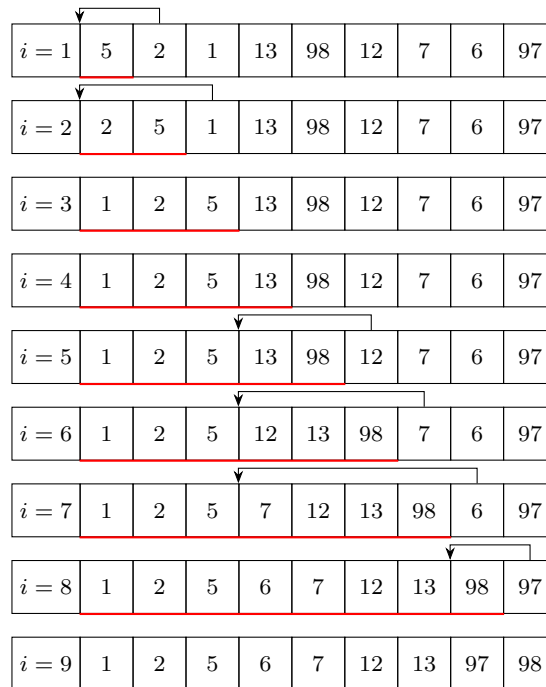 i = 1 5 2 1 13 98 12 7 6 97
i = 2 2 5 1 13 98 12 7 6 97
i = 3 1 2 5 13 98 12 7 6 97
i = 4 1 2 5 13 98 12 7 6 97
i = 5 1 2 5 13 98 12 7 6 97
i = 6 1 2 5 12 13 98 7 6 97
i = 7 1 2 5 7 12 13 98 6 97
i = 8 1 2 5 6 7 12 13 98 97
i = 9 1 2 5 6 7 12 13 97 98